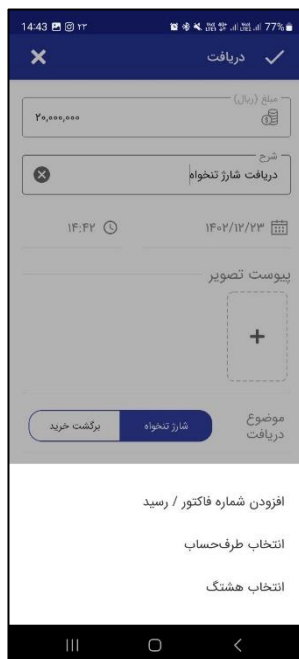 14:43 77%
دریافت
مبلغ (ریال)
۲۰,۰۰۰,۰۰۰
شرح
دریافت شارژ تنخواه
۱۴۰۲/۱۲/۲۳ ۱۴:۴۲
پیوست تصویر
+
موضوع دریافت
شارژ تنخواه برگشت خرید
افزودن شماره فاکتور / رسید
انتخاب طرف‌حساب
انتخاب هشتگ